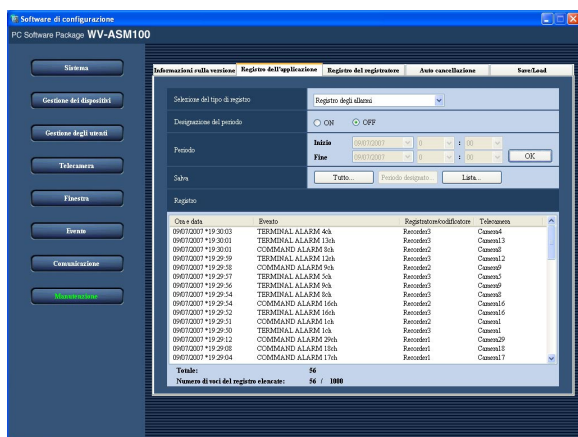 Software di configurazione
PC Software Package WV-ASM100
Sistema
Gestione dei dispositivi
Gestione degli utenti
Telecamera
Finestra
Evento
Comunicazione
Manutenzione
Informazioni sulla versione Registro dell'applicazione Registro del registratore Auto cancellazione Save/Load
Selezione del tipo di registro Registro degli allarmi
Designazione del periodo ON OFF
Periodo
Inizio 09/07/2007 0 : 00
Fine 09/07/2007 0 : 00 OK
Salva Tutto... Periodo designato... Lista...
Registro
Ora e data Evento Registratore/codificatore Telecamera
09/07/2007 *19:30:03 TERMINAL ALARM 4ch Recorder3 Camera4
09/07/2007 *19:30:01 TERMINAL ALARM 13ch Recorder3 Camera13
09/07/2007 *19:30:01 COMMAND ALARM 8ch Recorder2 Camera8
09/07/2007 *19:29:59 TERMINAL ALARM 12ch Recorder3 Camera12
09/07/2007 *19:29:58 COMMAND ALARM 9ch Recorder2 Camera9
09/07/2007 *19:29:57 TERMINAL ALARM 5ch Recorder3 Camera5
09/07/2007 *19:29:56 TERMINAL ALARM 9ch Recorder3 Camera9
09/07/2007 *19:29:54 TERMINAL ALARM 8ch Recorder3 Camera8
09/07/2007 *19:29:54 COMMAND ALARM 16ch Recorder2 Camera16
09/07/2007 *19:29:52 TERMINAL ALARM 16ch Recorder3 Camera16
09/07/2007 *19:29:51 COMMAND ALARM 1ch Recorder2 Camera1
09/07/2007 *19:29:50 TERMINAL ALARM 1ch Recorder3 Camera1
09/07/2007 *19:29:12 COMMAND ALARM 29ch Recorder1 Camera29
09/07/2007 *19:29:08 COMMAND ALARM 18ch Recorder1 Camera18
09/07/2007 *19:29:04 COMMAND ALARM 17ch Recorder1 Camera17
Totale: 56
Numero di voci del registro elencate: 56 / 1000